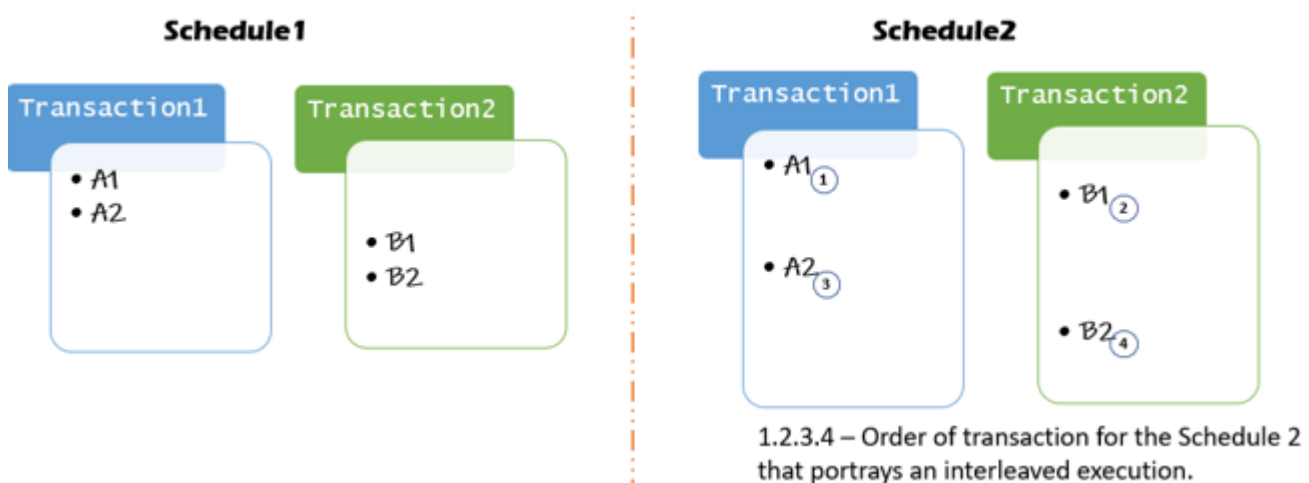 Schedule1
Transaction1
• A1
• A2
Transaction2
• B1
• B2
Schedule2
Transaction1
• A1 1
• A2 3
Transaction2
• B1 2
• B2 4
1.2.3.4 – Order of transaction for the Schedule 2
that portrays an interleaved execution.